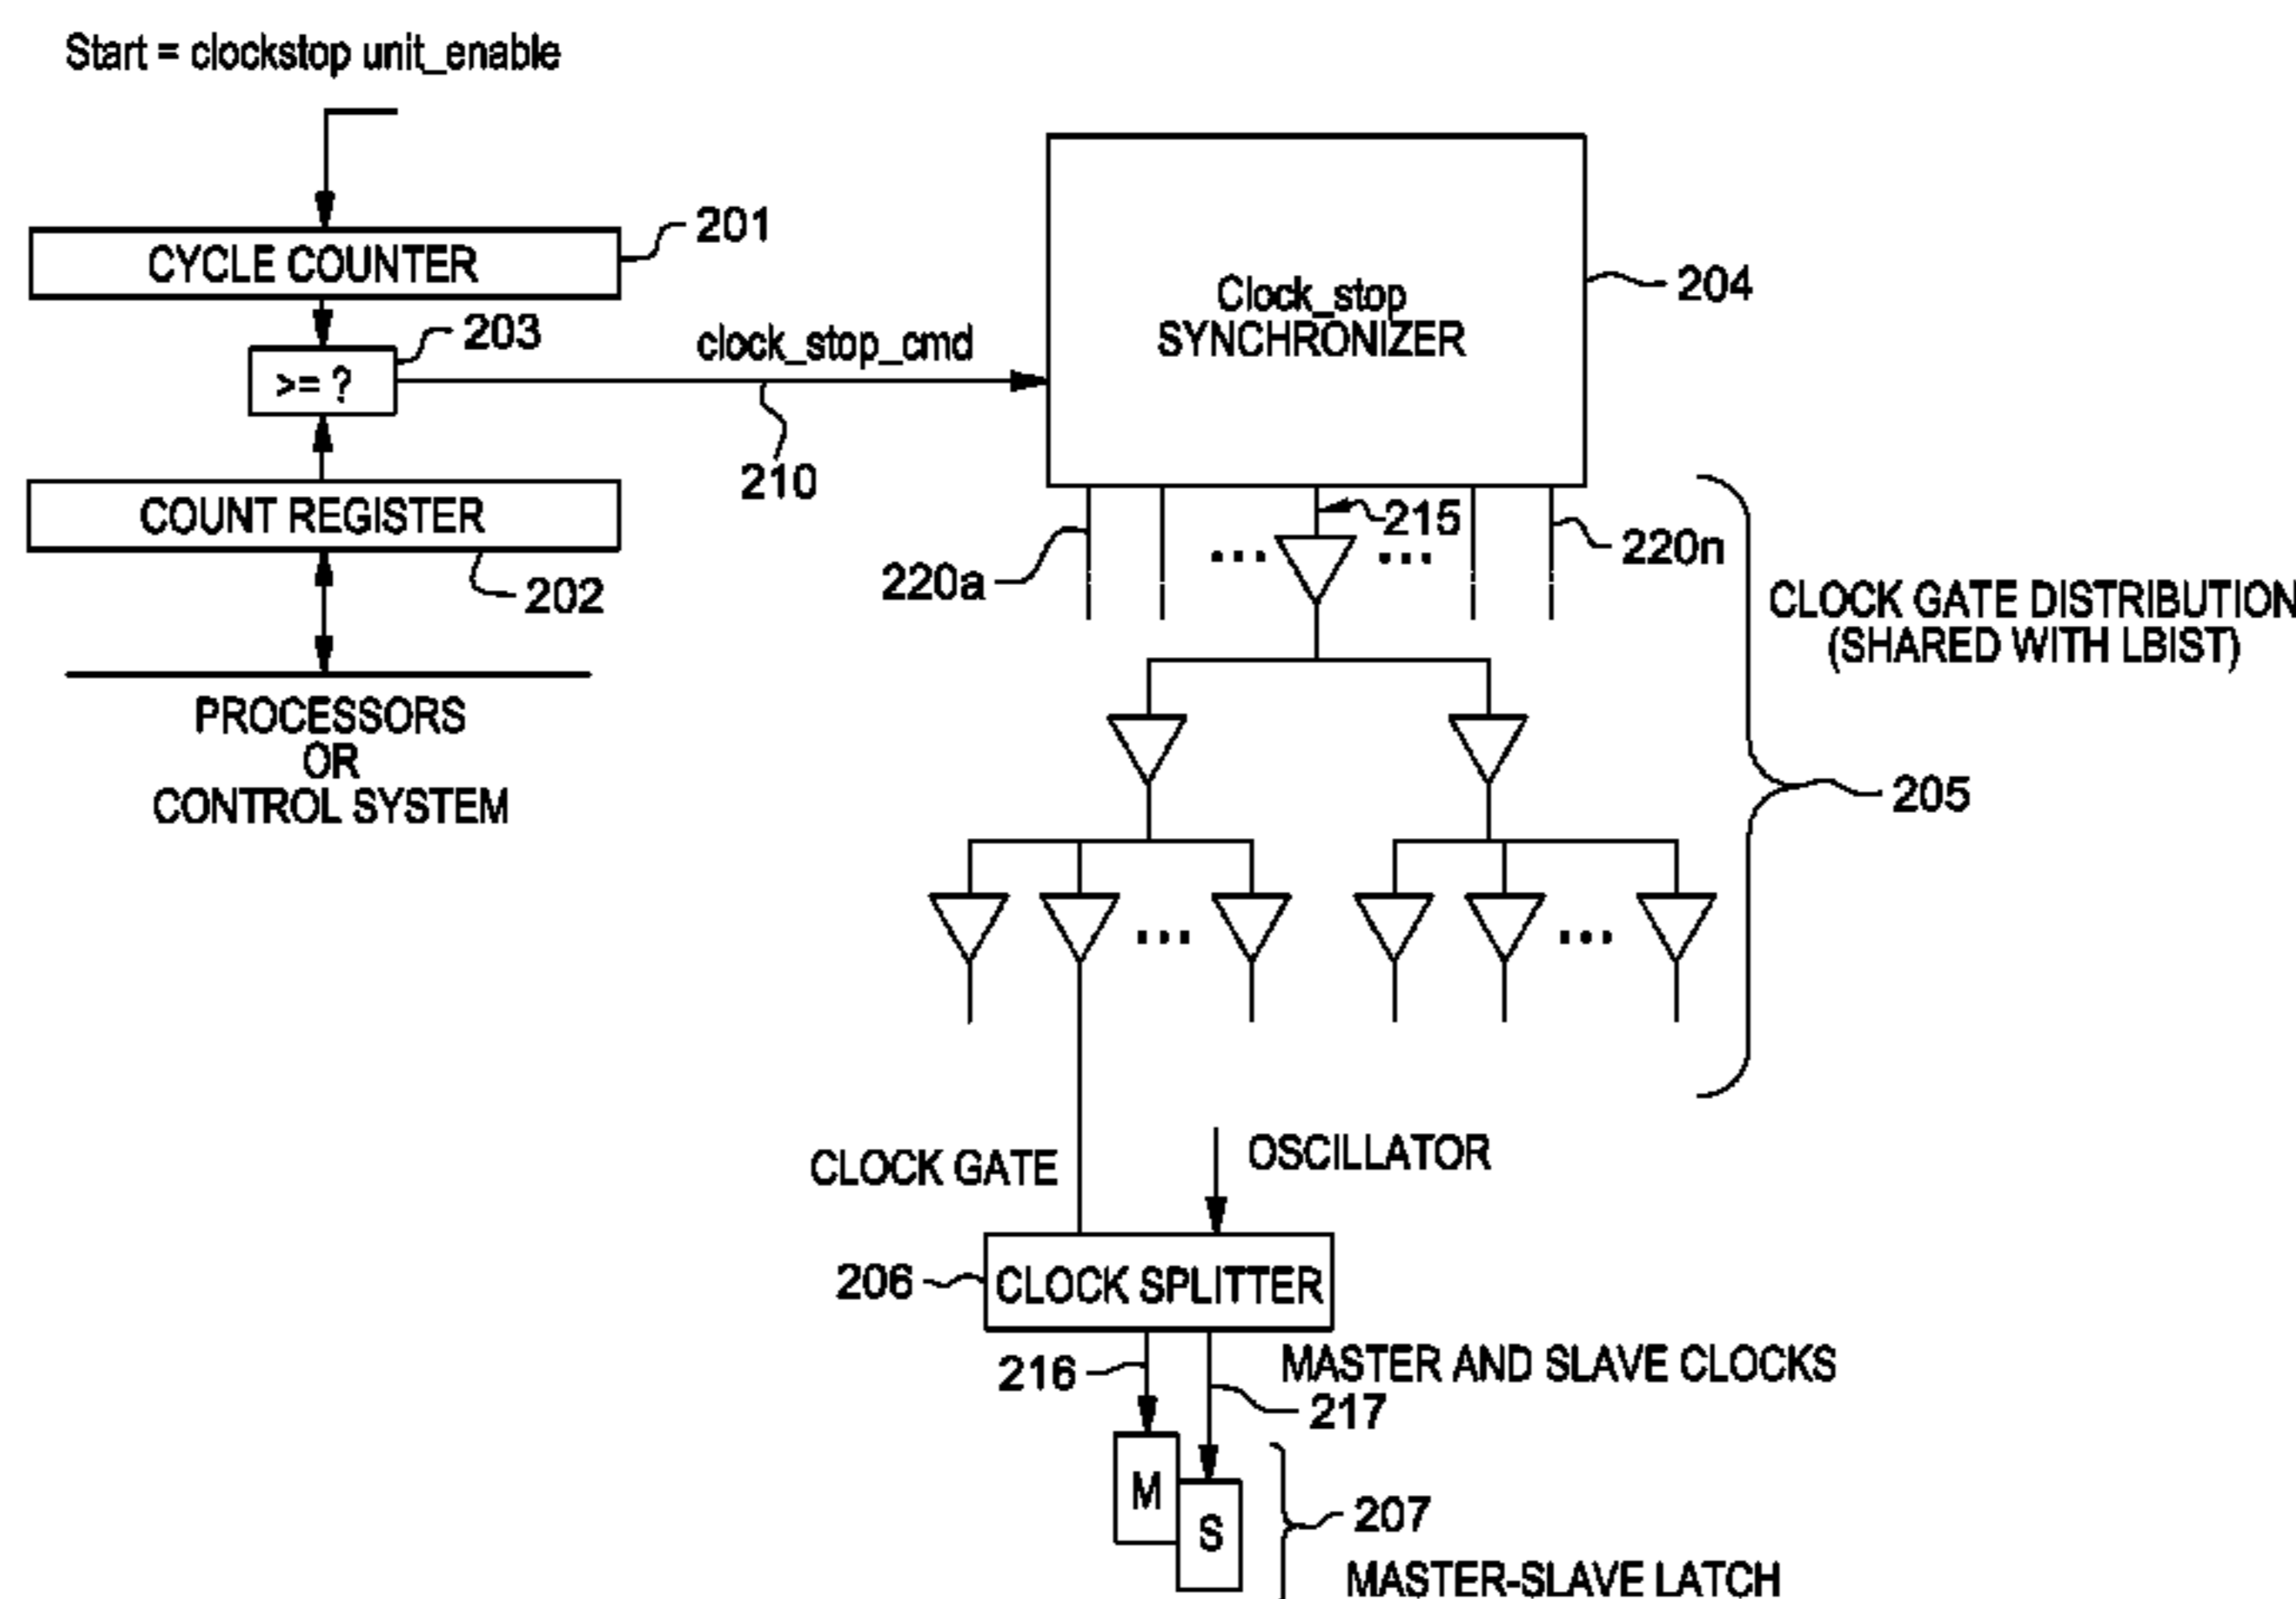 Start = clockstop unit_enable
CYCLE COUNTER
201
203
>= ?
clock_stop_cmd
210
COUNT REGISTER
202
PROCESSORS
OR
CONTROL SYSTEM
Clock_stop
SYNCHRONIZER
204
215
220a
220n
...
...
CLOCK GATE DISTRIBUTION
(SHARED WITH LBIST)
205
...
...
CLOCK GATE
OSCILLATOR
206
CLOCK SPLITTER
216
MASTER AND SLAVE CLOCKS
217
M
S
207
MASTER-SLAVE LATCH